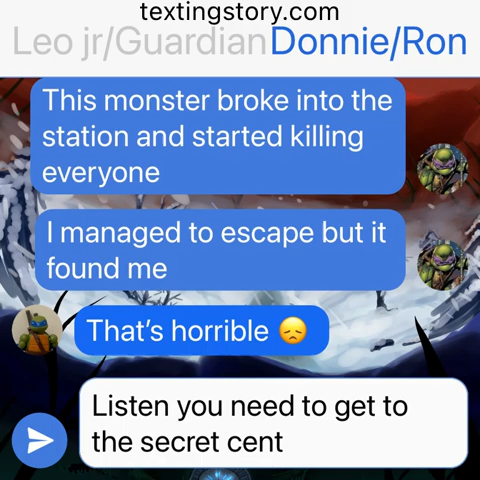 textingstory.com
Leo jr/Guardian Donnie/Ron
This monster broke into the
station and started killing
everyone
I managed to escape but it
found me
That’s horrible 😞
Listen you need to get to
the secret cent